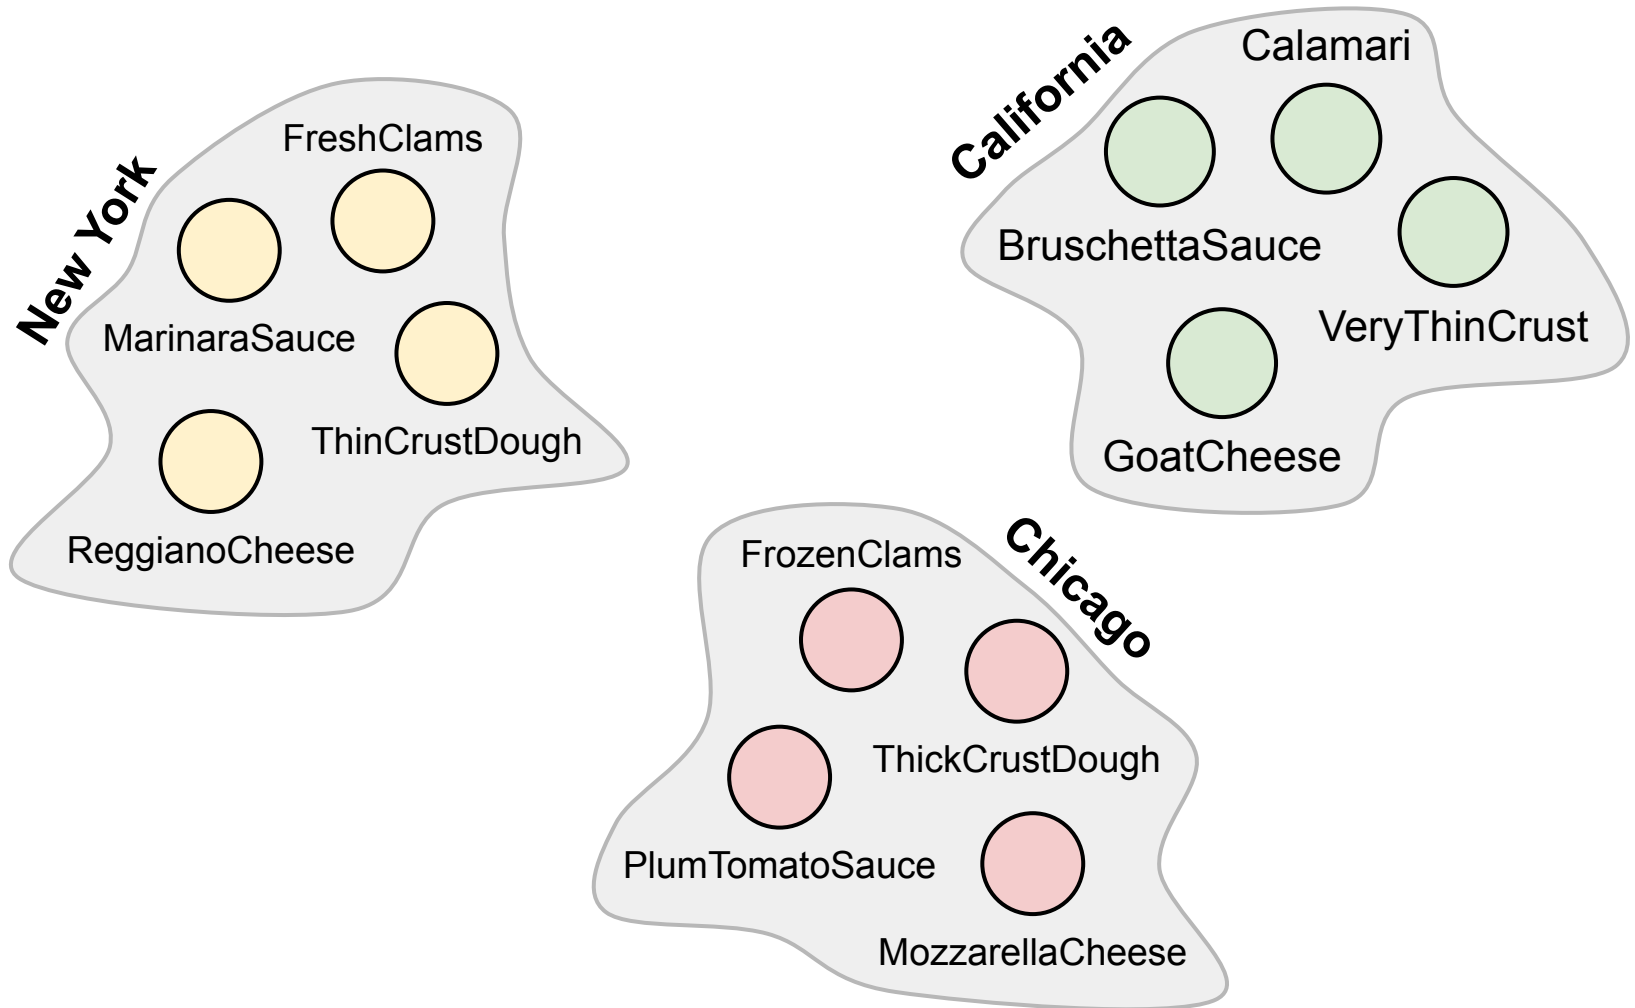 New York
FreshClams
MarinaraSauce
ThinCrustDough
ReggianoCheese
California
Calamari
BruschettaSauce
VeryThinCrust
GoatCheese
Chicago
FrozenClams
ThickCrustDough
PlumTomatoSauce
MozzarellaCheese